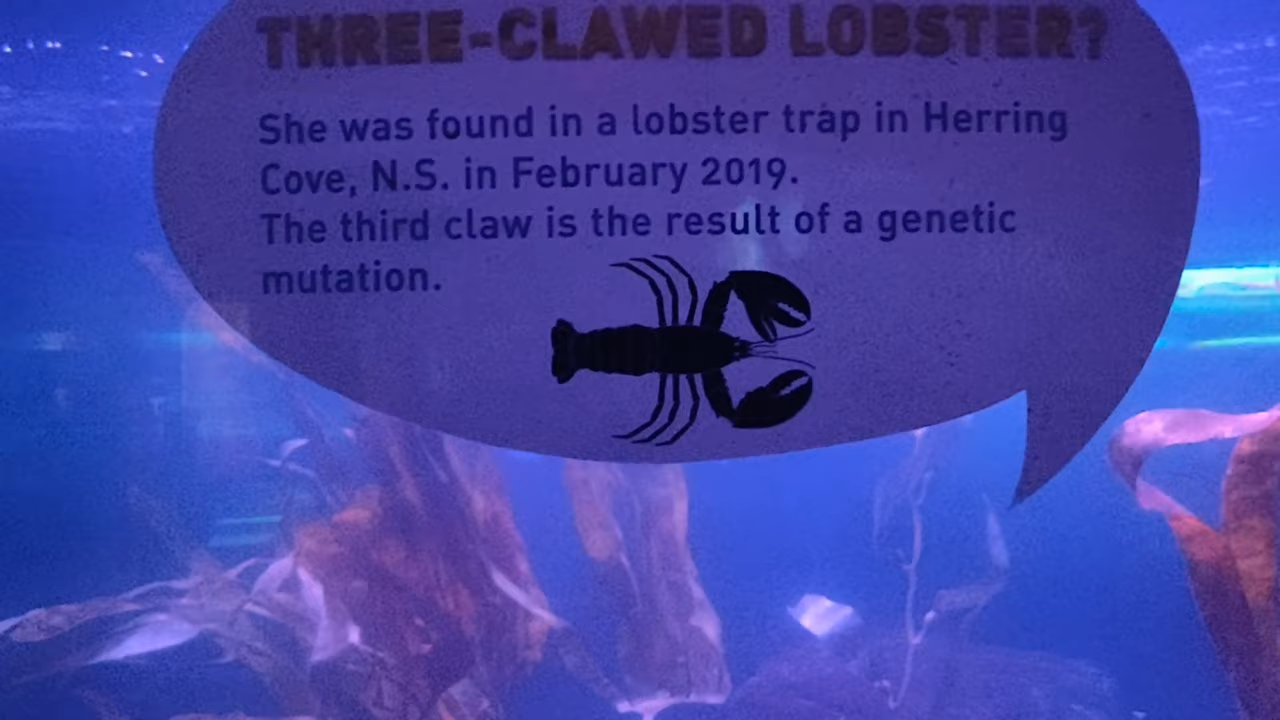 THREE-CLAWED LOBSTER?
She was found in a lobster trap in Herring
Cove, N.S. in February 2019.
The third claw is the result of a genetic
mutation.